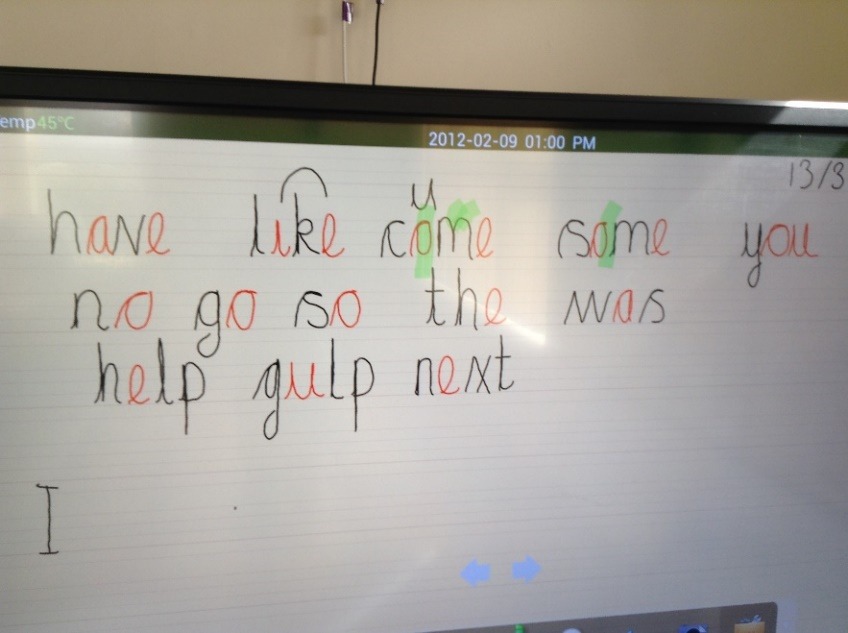 emp45°C
2012-02-09 01:00 PM
13/3
u
have like come some you
no go so the was
help gulp next
I